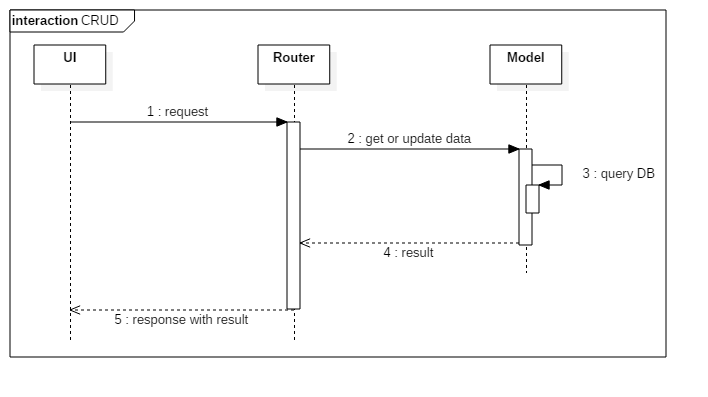 interaction CRUD
UI
Router
Model
1 : request
2 : get or update data
3 : query DB
4 : result
5 : response with result